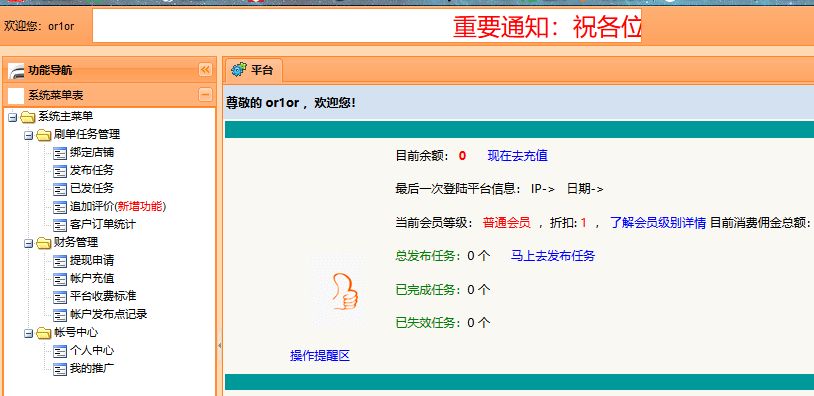 欢迎您: or1or
重要通知：祝各位
功能导航
平台
系统菜单表
尊敬的 or1or ，欢迎您!
系统主菜单
刷单任务管理
绑定店铺
发布任务
已发任务
追加评价(新增功能)
客户订单统计
财务管理
提现申请
帐户充值
平台收费标准
帐户发布点记录
帐号中心
个人中心
我的推广
目前余额： 0 现在去充值
最后一次登陆平台信息： IP-> 日期->
当前会员等级： 普通会员 ，折扣: 1 ， 了解会员级别详情 目前消费佣金总额:
总发布任务：0 个 马上去发布任务
已完成任务：0 个
已失效任务：0 个
操作提醒区